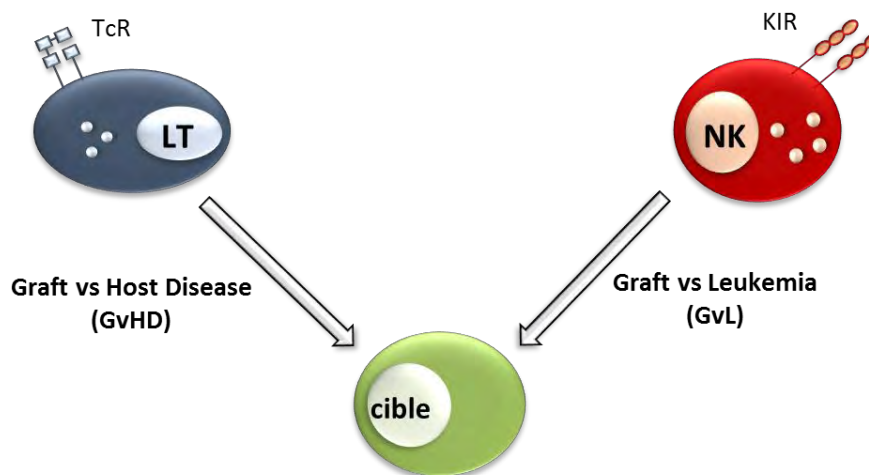 TcR
KIR
LT
NK
Graft vs Host Disease
(GvHD)
Graft vs Leukemia
(GvL)
cible